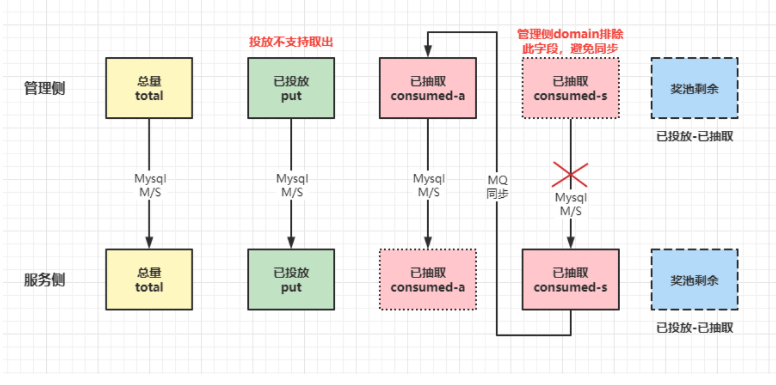 投放不支持取出
管理侧domain排除
此字段，避免同步
管理侧
总量
total
已投放
put
已抽取
consumed-a
已抽取
consumed-s
奖池剩余
已投放-已抽取
Mysql
M/S
Mysql
M/S
Mysql
M/S
MQ
同步
Mysql
M/S
服务侧
总量
total
已投放
put
已抽取
consumed-a
已抽取
consumed-s
奖池剩余
已投放-已抽取